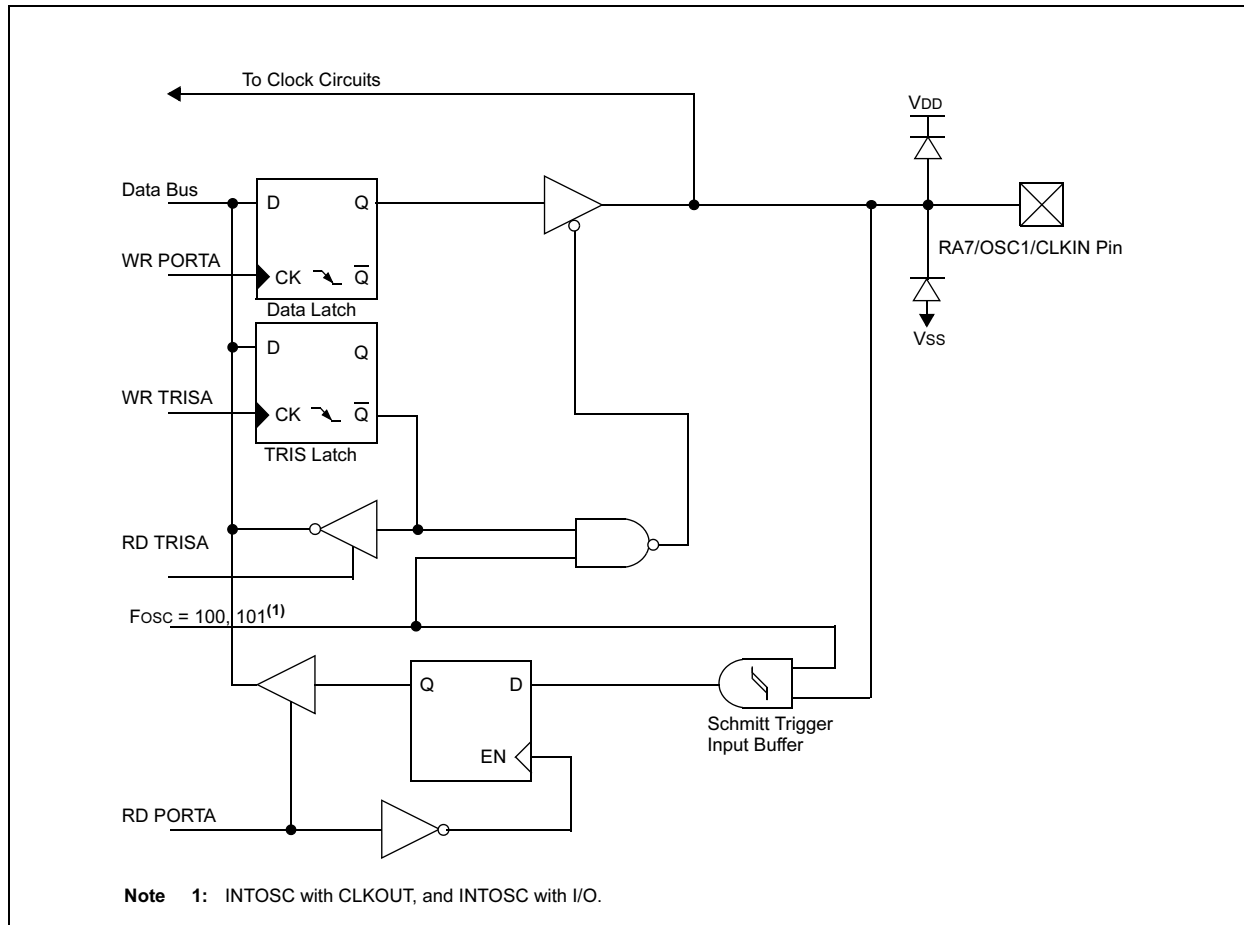 To Clock Circuits
VDD
Data Bus
D Q
WR PORTA
CK Q
Data Latch
RA7/OSC1/CLKIN Pin
VSS
D Q
WR TRISA
CK Q
TRIS Latch
RD TRISA
FOSC = 100, 101(1)
Q D
EN
Schmitt Trigger
Input Buffer
RD PORTA
Note 1: INTOSC with CLKOUT, and INTOSC with I/O.